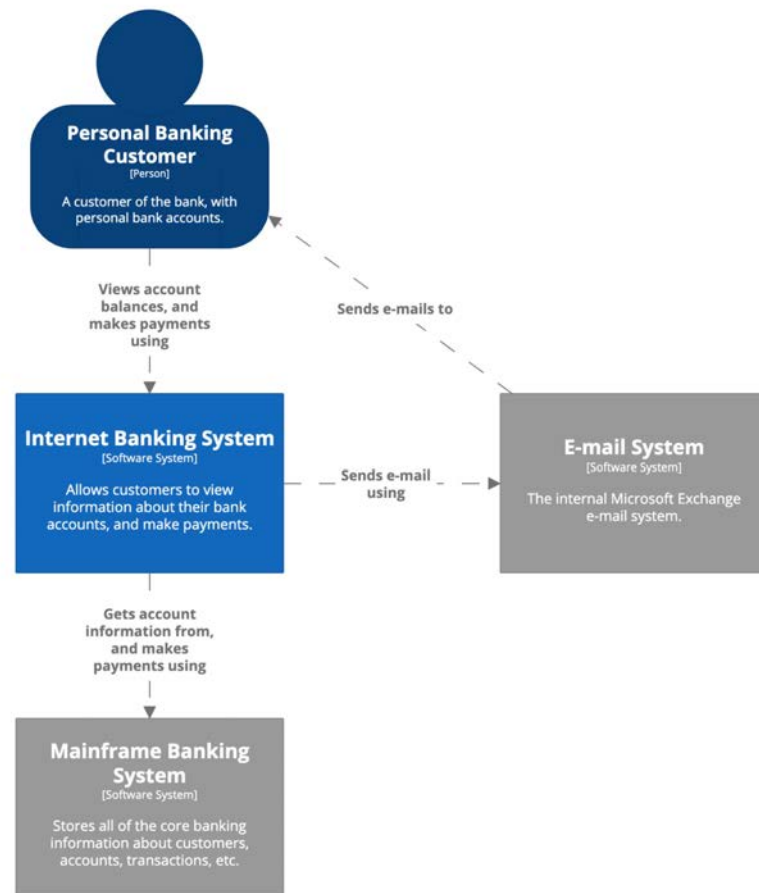 Personal Banking
Customer
[Person]
A customer of the bank, with
personal bank accounts.
Views account
balances, and
makes payments
using
Sends e-mails to
Internet Banking System
[Software System]
Allows customers to view
information about their bank
accounts, and make payments.
Sends e-mail
using
E-mail System
[Software System]
The internal Microsoft Exchange
e-mail system.
Gets account
information from,
and makes
payments using
Mainframe Banking
System
[Software System]
Stores all of the core banking
information about customers,
accounts, transactions, etc.